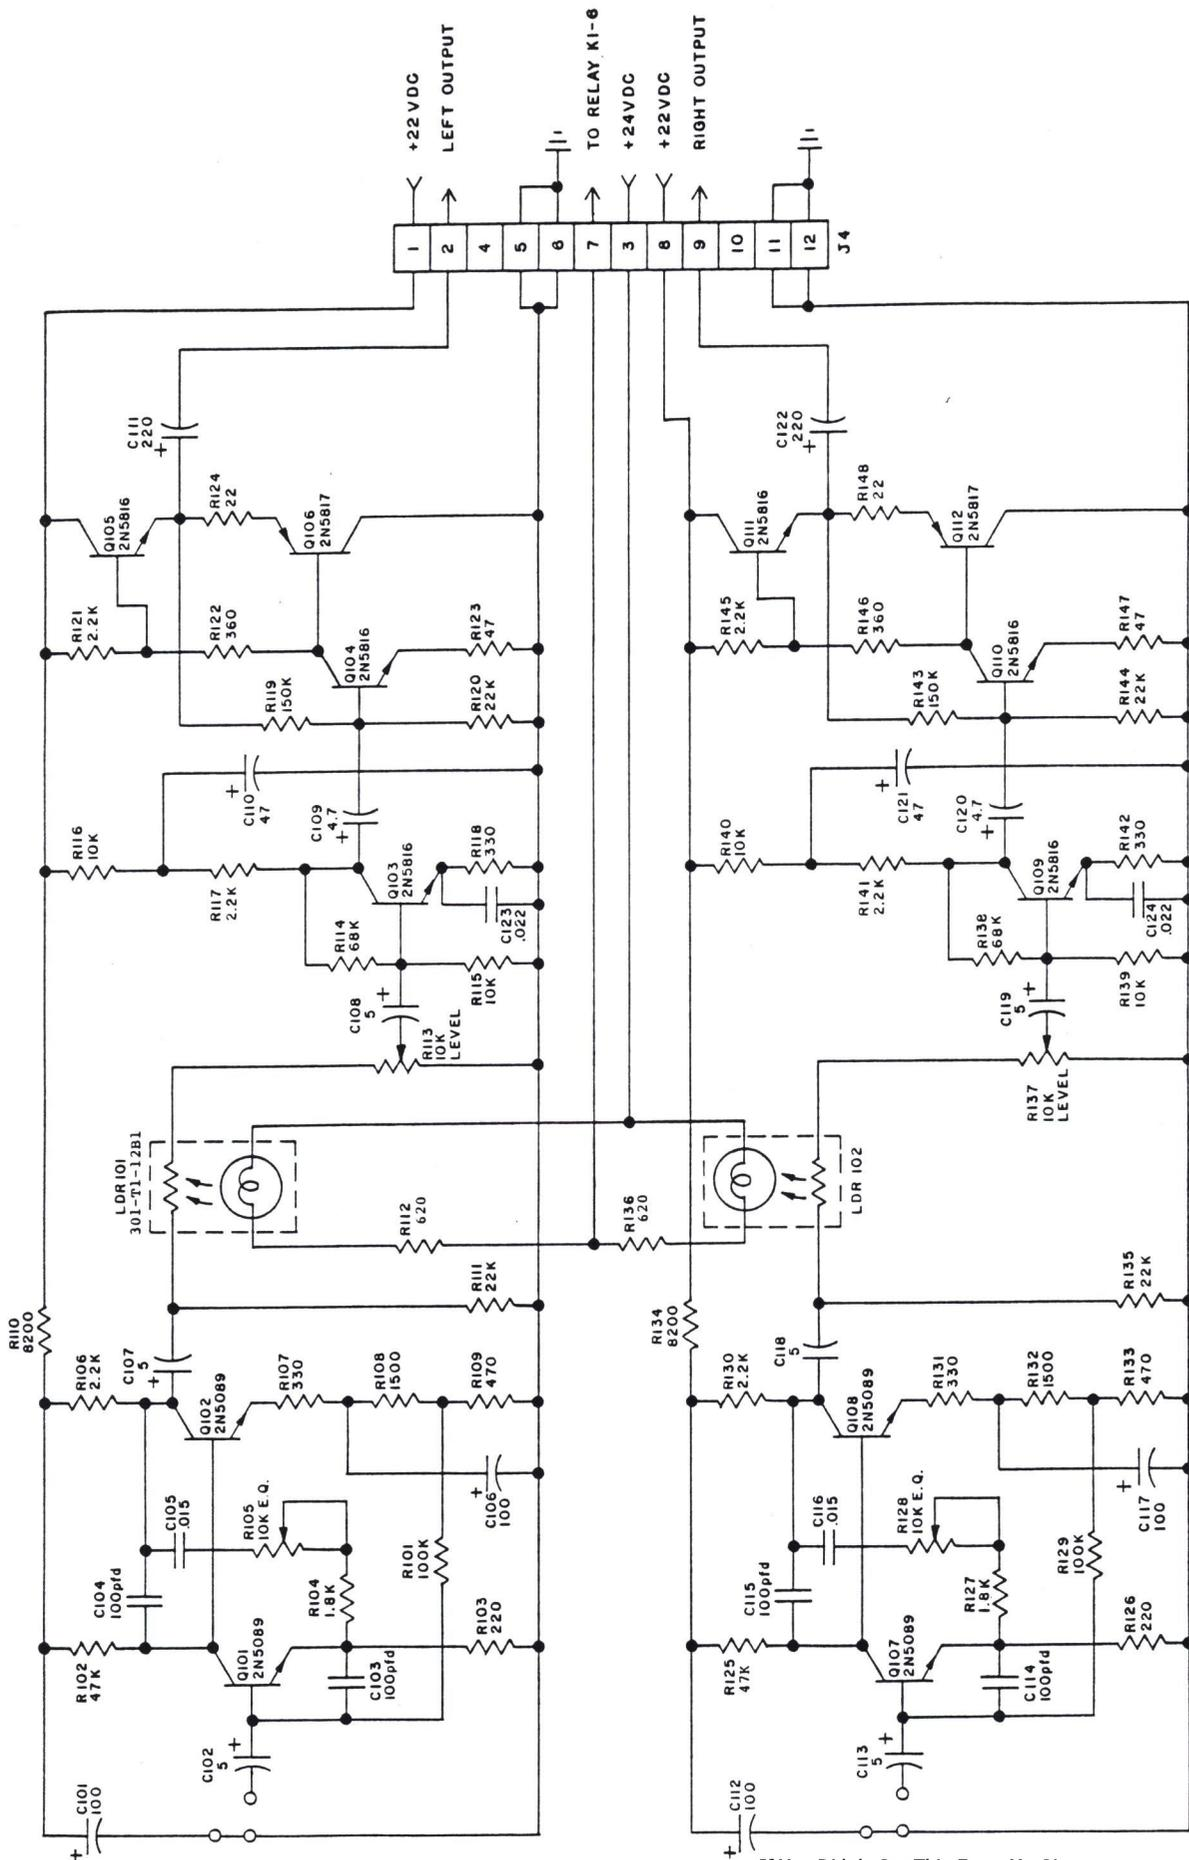 C101
100
+
C102
5
+
R102
47K
Q101
2N5089
C103
100pfd
C104
100pfd
C105
.015
R105
10K E.Q.
R104
1.8K
R103
220
R101
100K
C106
100
+
Q102
2N5089
R106
2.2K
C107
5
+
R107
330
R108
1500
R109
470
R110
8200
R111
22K
LDR101
301-T1-12B1
R112
620
R136
620
R113
10K
LEVEL
C108
5
+
R114
68K
R115
10K
R116
10K
R117
2.2K
Q103
2N5816
C123
.022
R118
330
C109
4.7
+
C110
47
+
R119
150K
R120
22K
Q104
2N5816
R121
2.2K
R122
360
R123
47
Q105
2N5816
R124
22
Q106
2N5817
C111
220
+
1
2
4
5
6
7
3
8
9
10
11
12
J4
+22VDC
LEFT OUTPUT
TO RELAY K1-6
+24VDC
+22VDC
RIGHT OUTPUT
C112
100
+
C113
5
+
R125
47K
Q107
2N5089
C114
100pfd
C115
100pfd
C116
.015
R128
10K E.Q.
R127
1.8K
R126
220
R129
100K
C117
100
+
Q108
2N5089
R130
2.2K
C118
5
R131
330
R132
1500
R133
470
R134
8200
R135
22K
LDR102
R137
10K
LEVEL
C119
5
+
R138
68K
R139
10K
R140
10K
R141
2.2K
Q109
2N5816
C124
.022
R142
330
C120
4.7
+
C121
47
+
R143
150K
R144
22K
Q110
2N5816
R145
2.2K
R146
360
R147
47
Q111
2N5816
R148
22
Q112
2N5817
C122
220
+